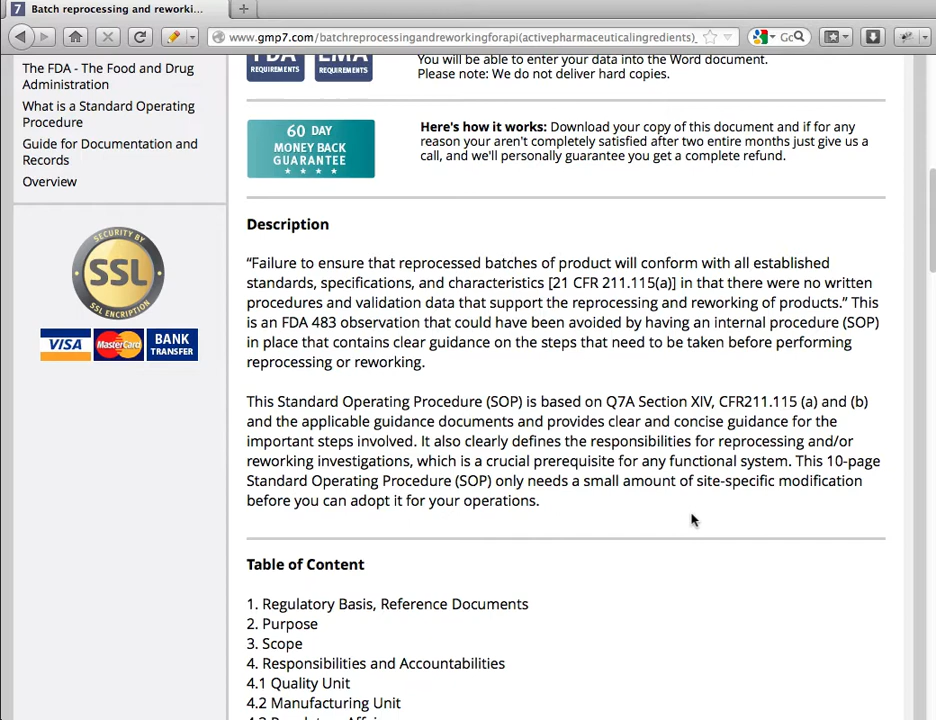 7 Batch reprocessing and reworki...
www.gmp7.com/batchreprocessingandreworkingforapi(activepharmaceuticalingredients)_
The FDA - The Food and Drug
Administration
What is a Standard Operating
Procedure
Guide for Documentation and
Records
Overview
SECURITY BY
SSL
SSL ENCRIPTION
VISA
MasterCard
BANK
TRANSFER
FDA
REQUIREMENTS
EMA
REQUIREMENTS
You will be able to enter your data into the Word document.
Please note: We do not deliver hard copies.
60 DAY
MONEY BACK
GUARANTEE
Here's how it works: Download your copy of this document and if for any
reason your aren't completely satisfied after two entire months just give us a
call, and we'll personally guarantee you get a complete refund.
Description
“Failure to ensure that reprocessed batches of product will conform with all established
standards, specifications, and characteristics [21 CFR 211.115(a)] in that there were no written
procedures and validation data that support the reprocessing and reworking of products.” This
is an FDA 483 observation that could have been avoided by having an internal procedure (SOP)
in place that contains clear guidance on the steps that need to be taken before performing
reprocessing or reworking.
This Standard Operating Procedure (SOP) is based on Q7A Section XIV, CFR211.115 (a) and (b)
and the applicable guidance documents and provides clear and concise guidance for the
important steps involved. It also clearly defines the responsibilities for reprocessing and/or
reworking investigations, which is a crucial prerequisite for any functional system. This 10-page
Standard Operating Procedure (SOP) only needs a small amount of site-specific modification
before you can adopt it for your operations.
Table of Content
1. Regulatory Basis, Reference Documents
2. Purpose
3. Scope
4. Responsibilities and Accountabilities
4.1 Quality Unit
4.2 Manufacturing Unit